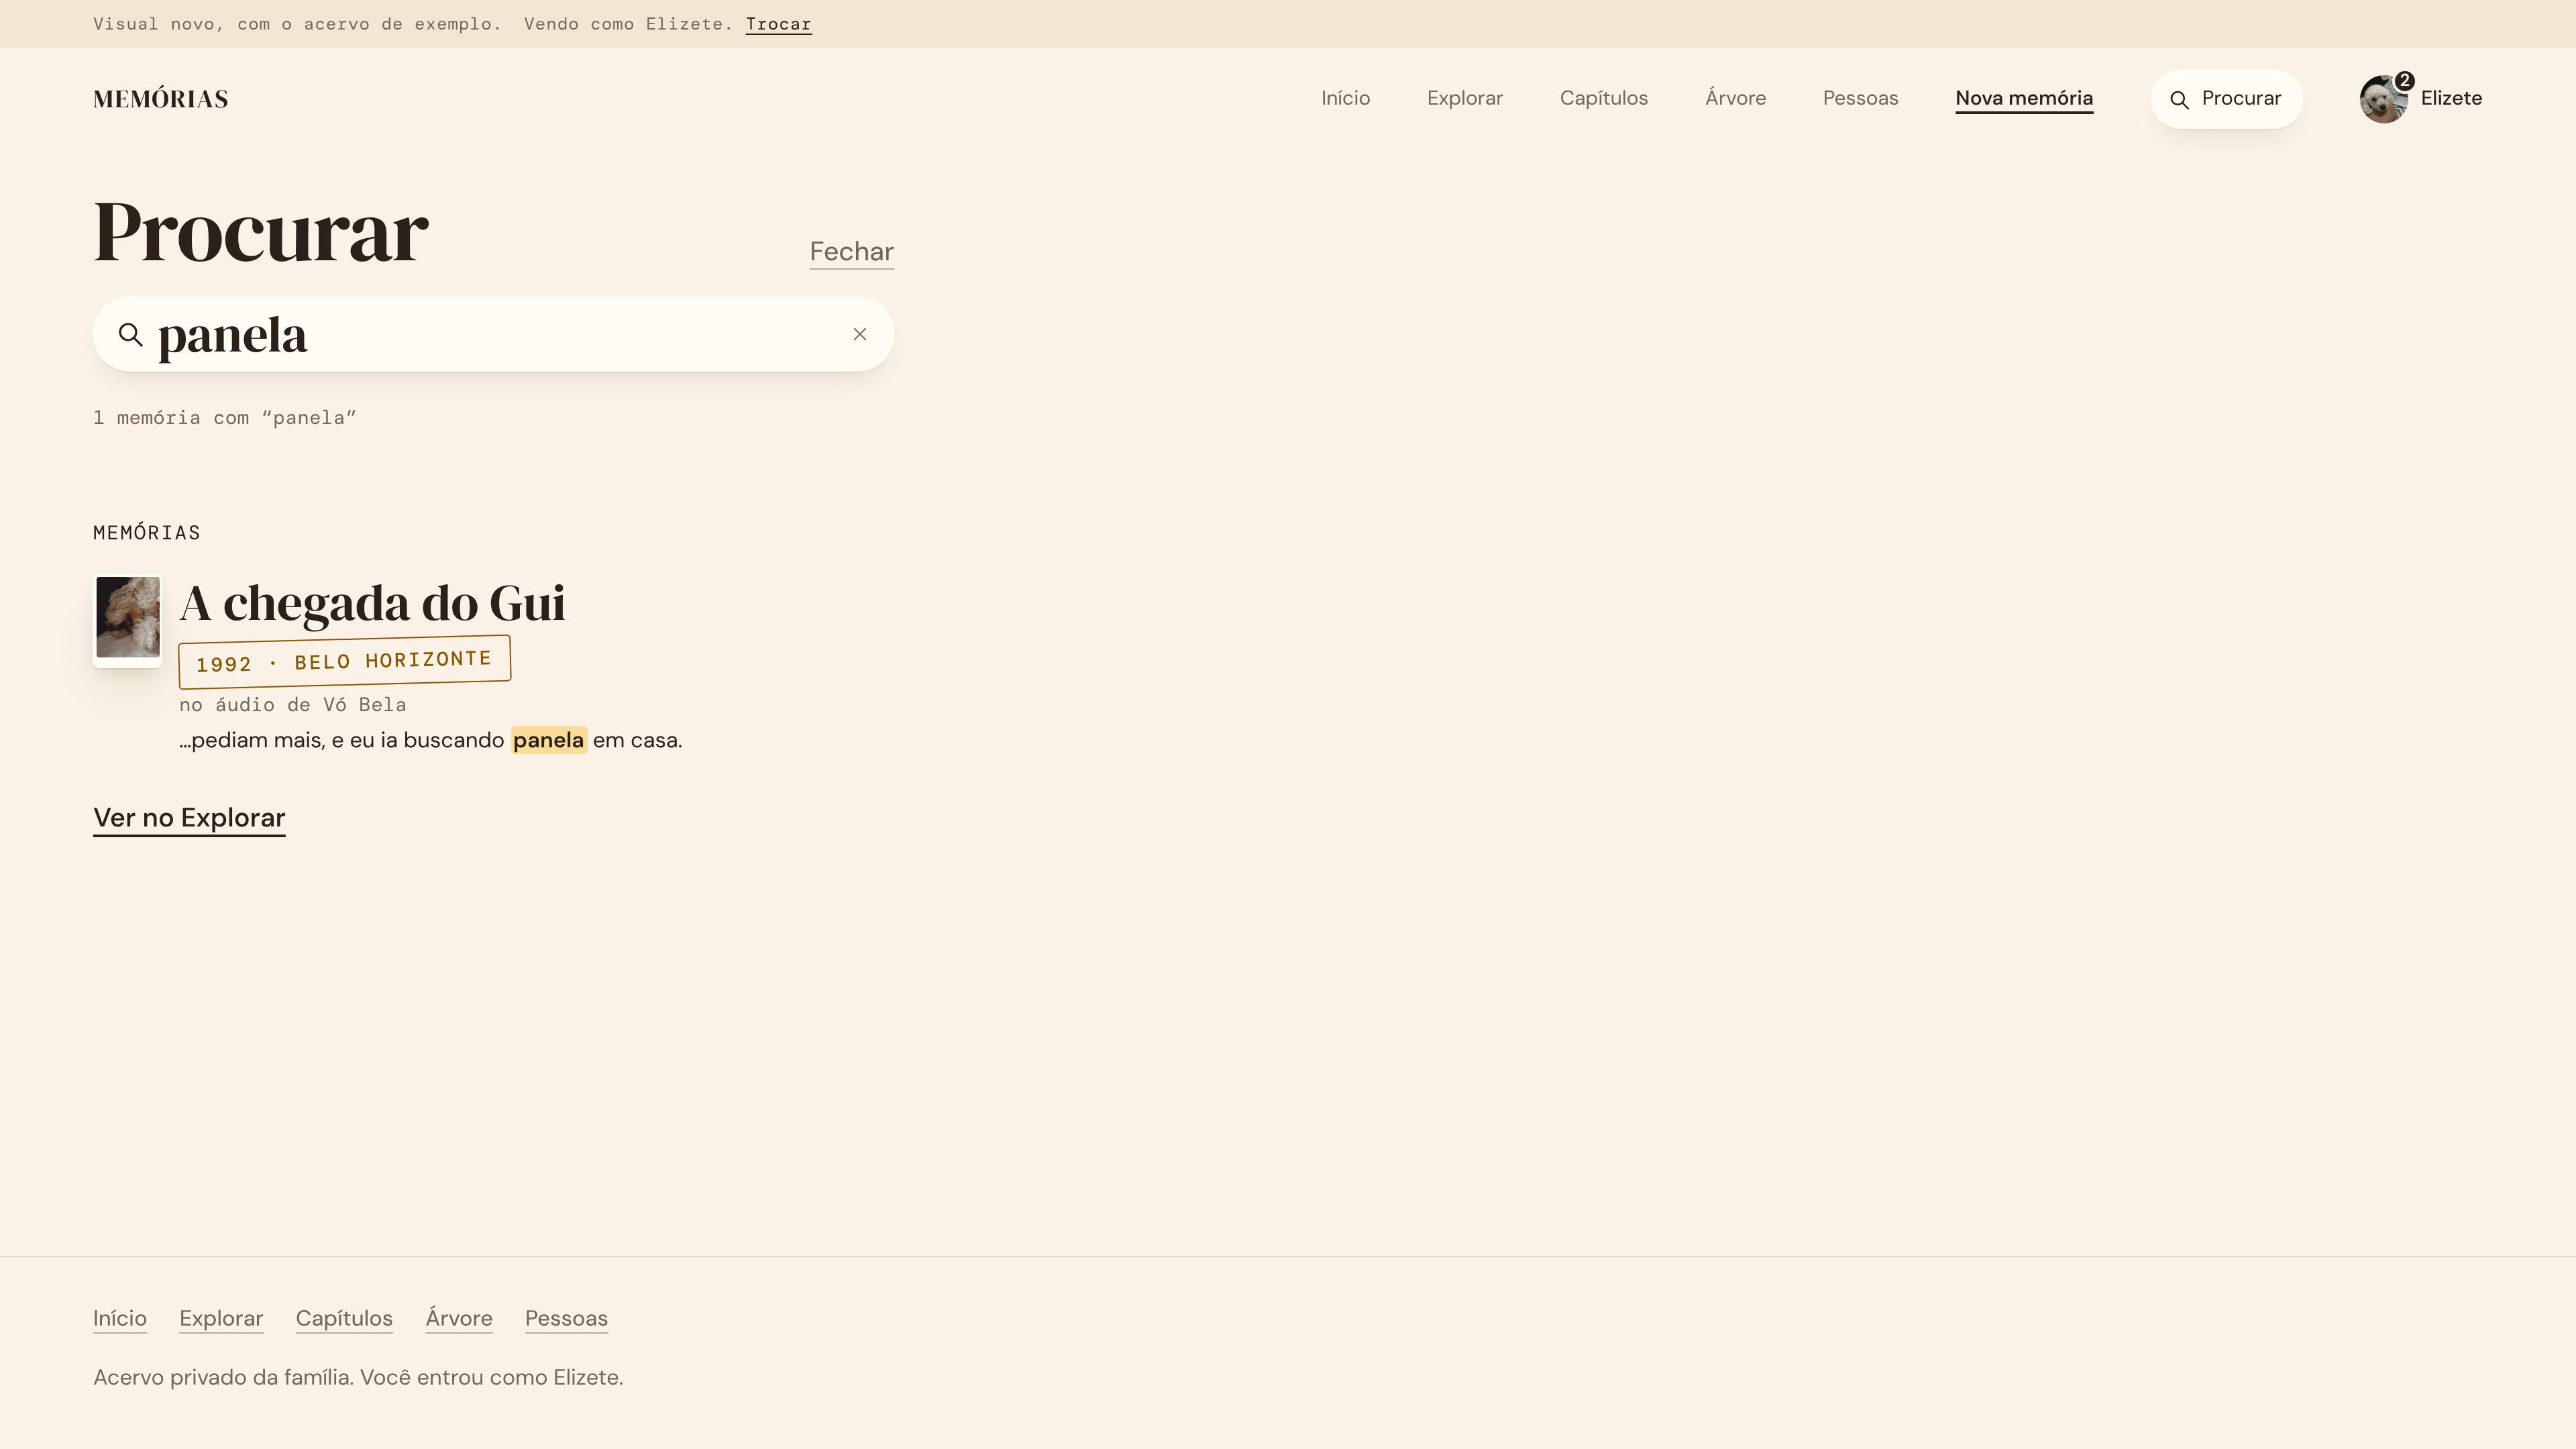 Visual novo, com o acervo de exemplo. Vendo como Elizete. Trocar
MEMÓRIAS
Início Explorar Capítulos Árvore Pessoas Nova memória Procurar 2 Elizete
Procurar
Fechar
panela
1 memória com “panela”
MEMÓRIAS
A chegada do Gui
1992 · BELO HORIZONTE
no áudio de Vó Bela
…pediam mais, e eu ia buscando panela em casa.
Ver no Explorar
Início Explorar Capítulos Árvore Pessoas
Acervo privado da família. Você entrou como Elizete.